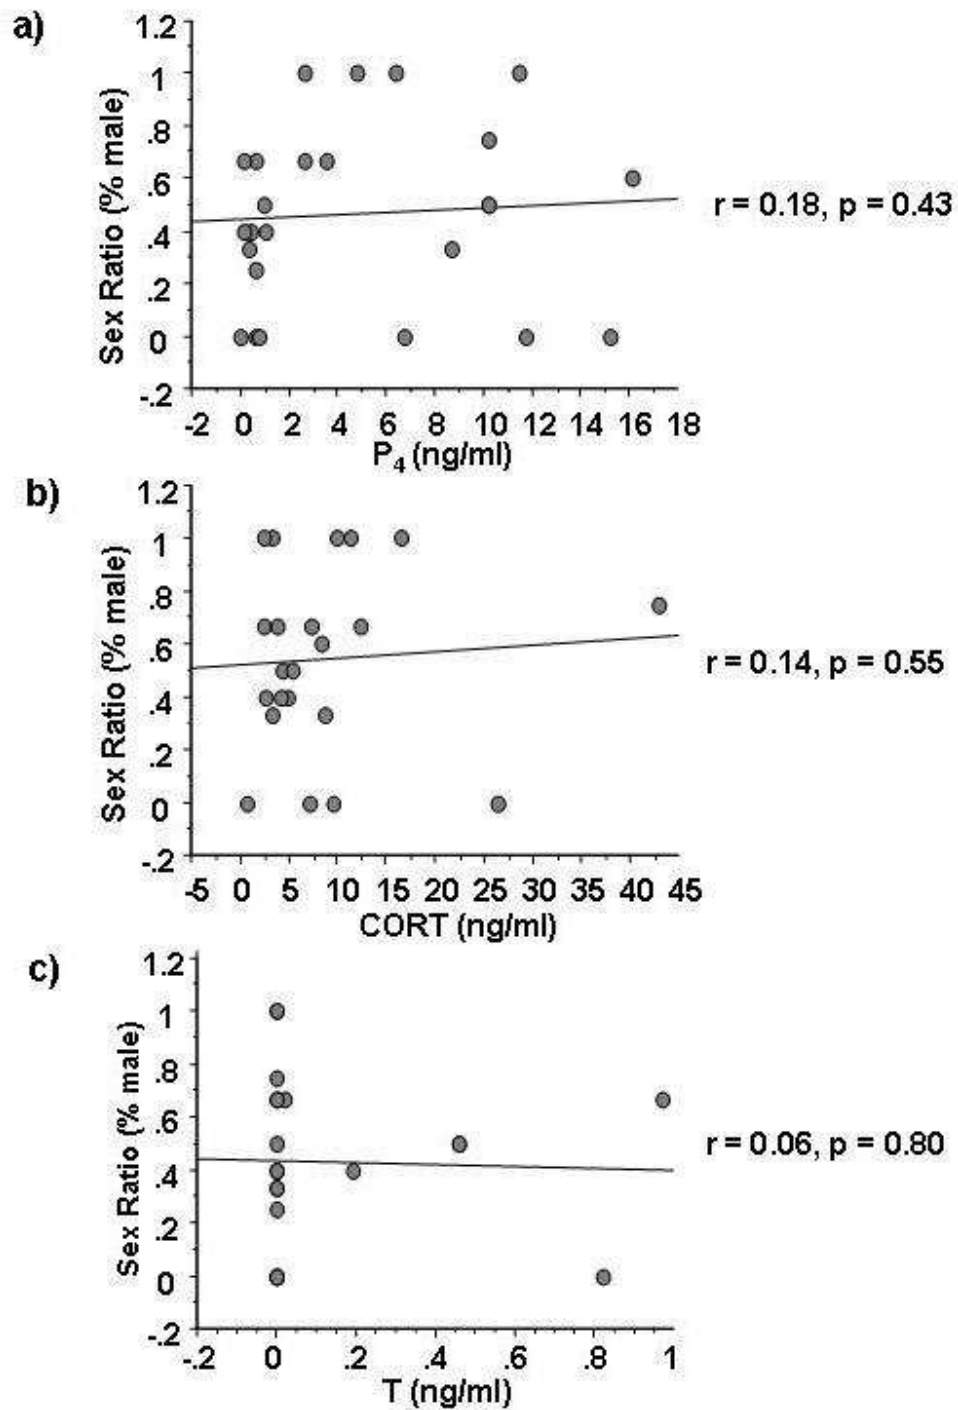 a)
1.2
1
.8
.6
.4
.2
0
-.2
Sex Ratio (% male)
-2 0 2 4 6 8 10 12 14 16 18
P4 (ng/ml)
r = 0.18, p = 0.43
b)
1.2
1
.8
.6
.4
.2
0
-.2
Sex Ratio (% male)
-5 0 5 10 15 20 25 30 35 40 45
CORT (ng/ml)
r = 0.14, p = 0.55
c)
1.2
1
.8
.6
.4
.2
0
-.2
Sex Ratio (% male)
-.2 0 .2 .4 .6 .8 1
T (ng/ml)
r = 0.06, p = 0.80